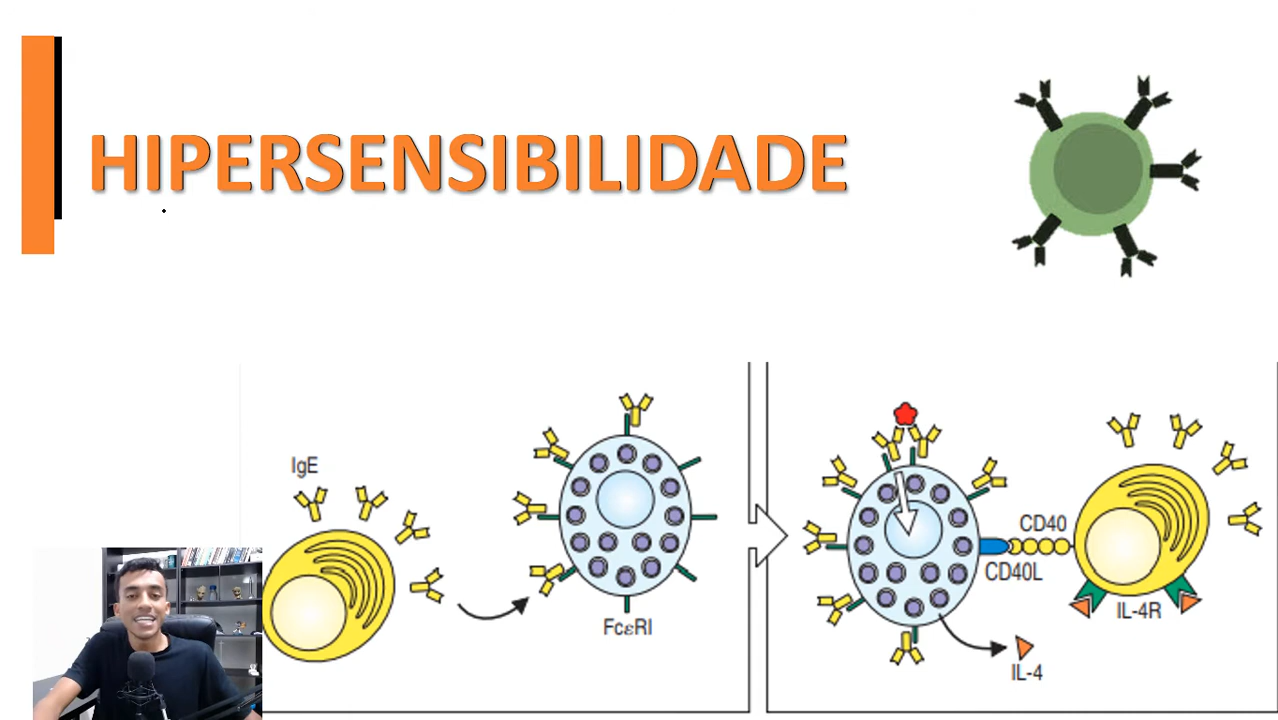 HIPERSENSIBILIDADE
IgE
FcεRI
CD40
CD40L
IL-4R
IL-4